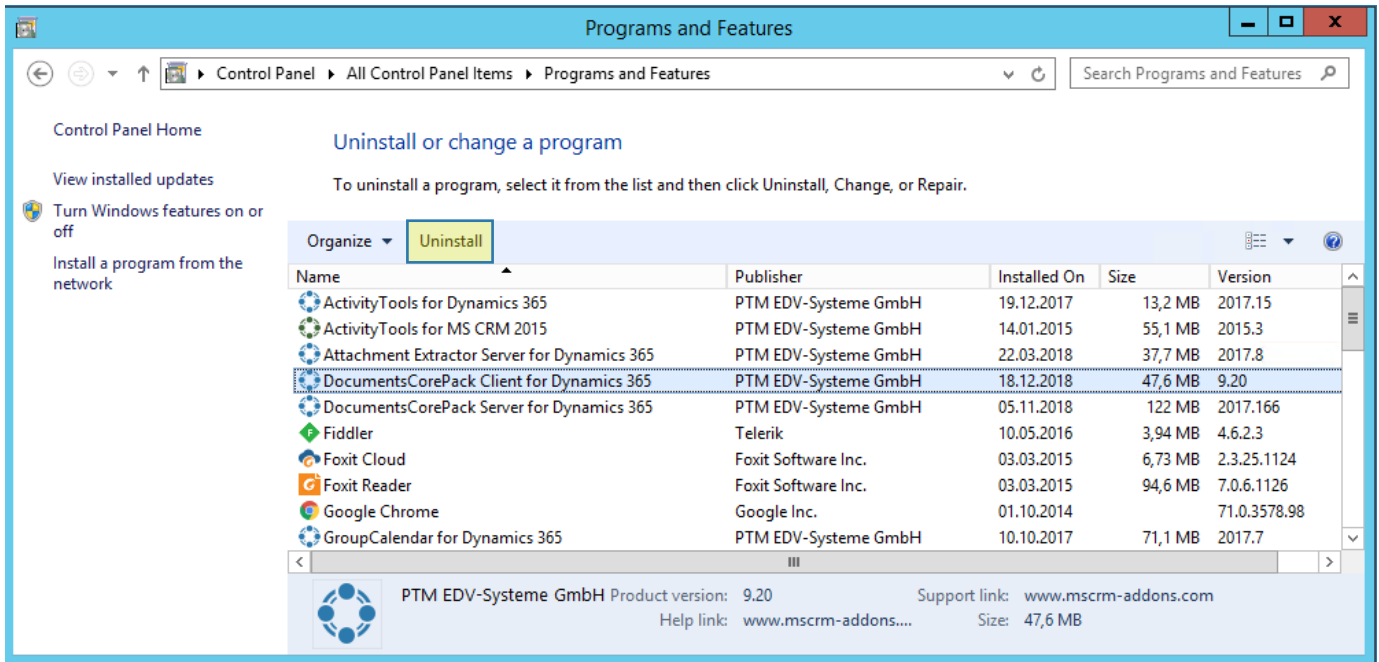 Programs and Features
Control Panel All Control Panel Items Programs and Features Search Programs and Features
Control Panel Home
View installed updates
Turn Windows features on or
off
Install a program from the
network
Uninstall or change a program
To uninstall a program, select it from the list and then click Uninstall, Change, or Repair.
Organize Uninstall
Name Publisher Installed On Size Version
ActivityTools for Dynamics 365 PTM EDV-Systeme GmbH 19.12.2017 13,2 MB 2017.15
ActivityTools for MS CRM 2015 PTM EDV-Systeme GmbH 14.01.2015 55,1 MB 2015.3
Attachment Extractor Server for Dynamics 365 PTM EDV-Systeme GmbH 22.03.2018 37,7 MB 2017.8
DocumentsCorePack Client for Dynamics 365 PTM EDV-Systeme GmbH 18.12.2018 47,6 MB 9.20
DocumentsCorePack Server for Dynamics 365 PTM EDV-Systeme GmbH 05.11.2018 122 MB 2017.166
Fiddler Telerik 10.05.2016 3,94 MB 4.6.2.3
Foxit Cloud Foxit Software Inc. 03.03.2015 6,73 MB 2.3.25.1124
Foxit Reader Foxit Software Inc. 03.03.2015 94,6 MB 7.0.6.1126
Google Chrome Google Inc. 01.10.2014 71.0.3578.98
GroupCalendar for Dynamics 365 PTM EDV-Systeme GmbH 10.10.2017 71,1 MB 2017.7
PTM EDV-Systeme GmbH Product version: 9.20 Support link: www.mscrm-addons.com
Help link: www.mscrm-addons.... Size: 47,6 MB